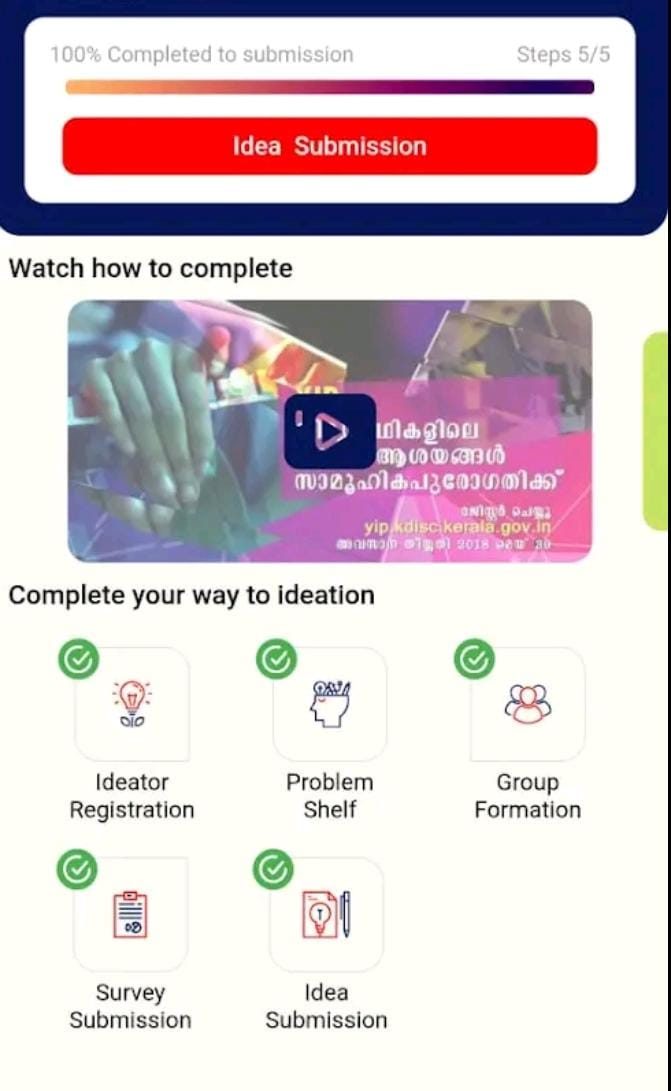 100% Completed to submission Steps 5/5
Idea Submission
Watch how to complete
YIP
ഥികളിലെ
ആശയങ്ങൾ
സാമൂഹികപുരോഗതിക്ക്
രജിസ്റ്റർ ചെയ്യൂ
yip.kdisc.kerala.gov.in
അവസാന തിയ്യതി 2018 മെയ് 30
Complete your way to ideation
Ideator Problem Group
Registration Shelf Formation
Survey Idea
Submission Submission